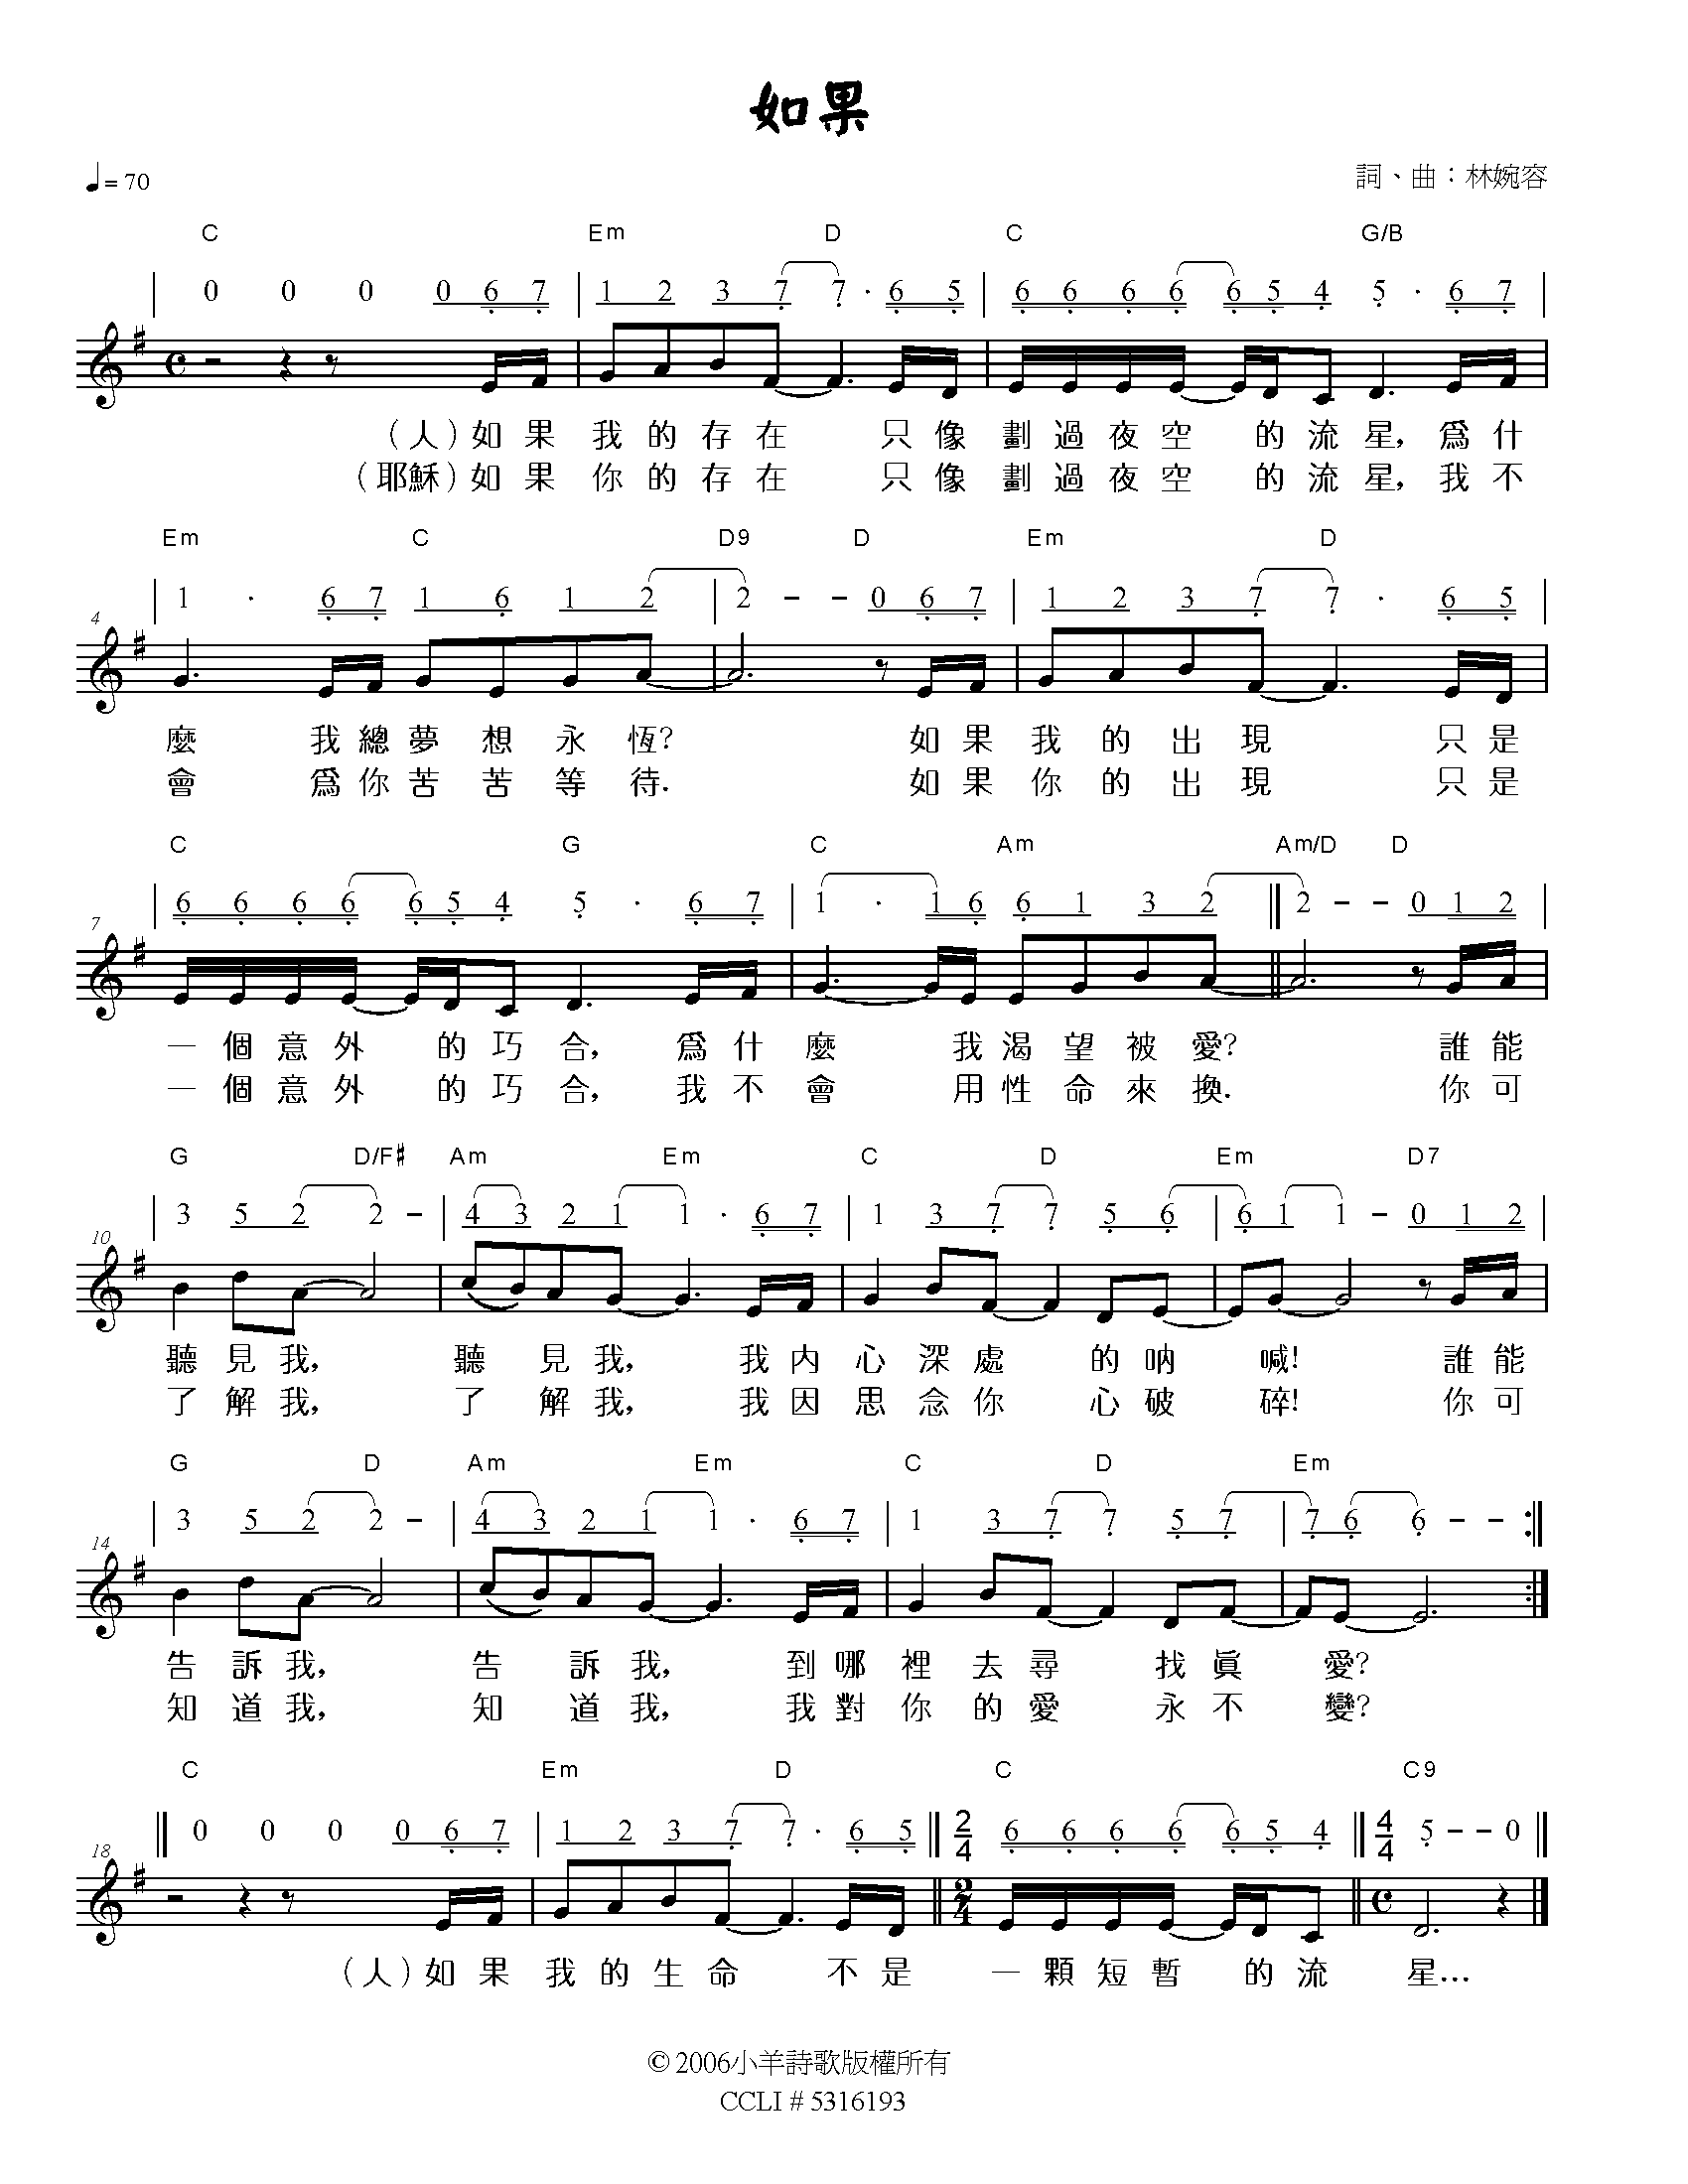 如果
♩= 70
詞、曲：林婉容
C Em D C G/B
0 0 0 0 6 7 1 2 3 7 7 · 6 5 6 6 6 6 6 5 4 5 · 6 7
（人）如果 我的存在 只像 劃過夜空 的流星，爲什
（耶穌）如果 你的存在 只像 劃過夜空 的流星，我不
Em C D9 D Em D
1 · 6 7 1 6 1 2 2 – – 0 6 7 1 2 3 7 7 · 6 5
4
麼 我總夢想永恆? 如果 我的出現 只是
會 爲你苦苦等待. 如果 你的出現 只是
C G C Am Am/D D
6 6 6 6 6 5 4 5 · 6 7 1 · 1 6 6 1 3 2 2 – – 0 1 2
7
一個意外 的巧合，爲什 麼 我渴望被愛? 誰能
一個意外 的巧合，我不 會 用性命來換. 你可
G D/F♯ Am Em C D Em D7
3 5 2 2 – 4 3 2 1 1 · 6 7 1 3 7 7 5 6 6 1 1 – 0 1 2
10
聽見我， 聽 見我， 我內 心深處 的吶 喊! 誰能
了解我， 了 解我， 我因 思念你 心破 碎! 你可
G D Am Em C D Em
3 5 2 2 – 4 3 2 1 1 · 6 7 1 3 7 7 5 7 7 6 6 – –
14
告訴我， 告 訴我， 到哪 裡去尋 找眞 愛?
知道我， 知 道我， 我對 你的愛 永不 變?
C Em D C C9
0 0 0 0 6 7 1 2 3 7 7 · 6 5 2/4 6 6 6 6 6 5 4 4/4 5 – – 0
18
2/4
（人）如果 我的生命 不是 一顆短暫 的流 星...
© 2006小羊詩歌版權所有
CCLI # 5316193